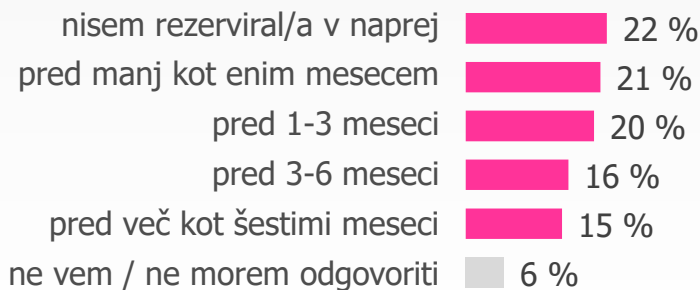 nisem rezerviral/a v naprej 22 %
pred manj kot enim mesecem 21 %
pred 1-3 meseci 20 %
pred 3-6 meseci 16 %
pred več kot šestimi meseci 15 %
ne vem / ne morem odgovoriti 6 %